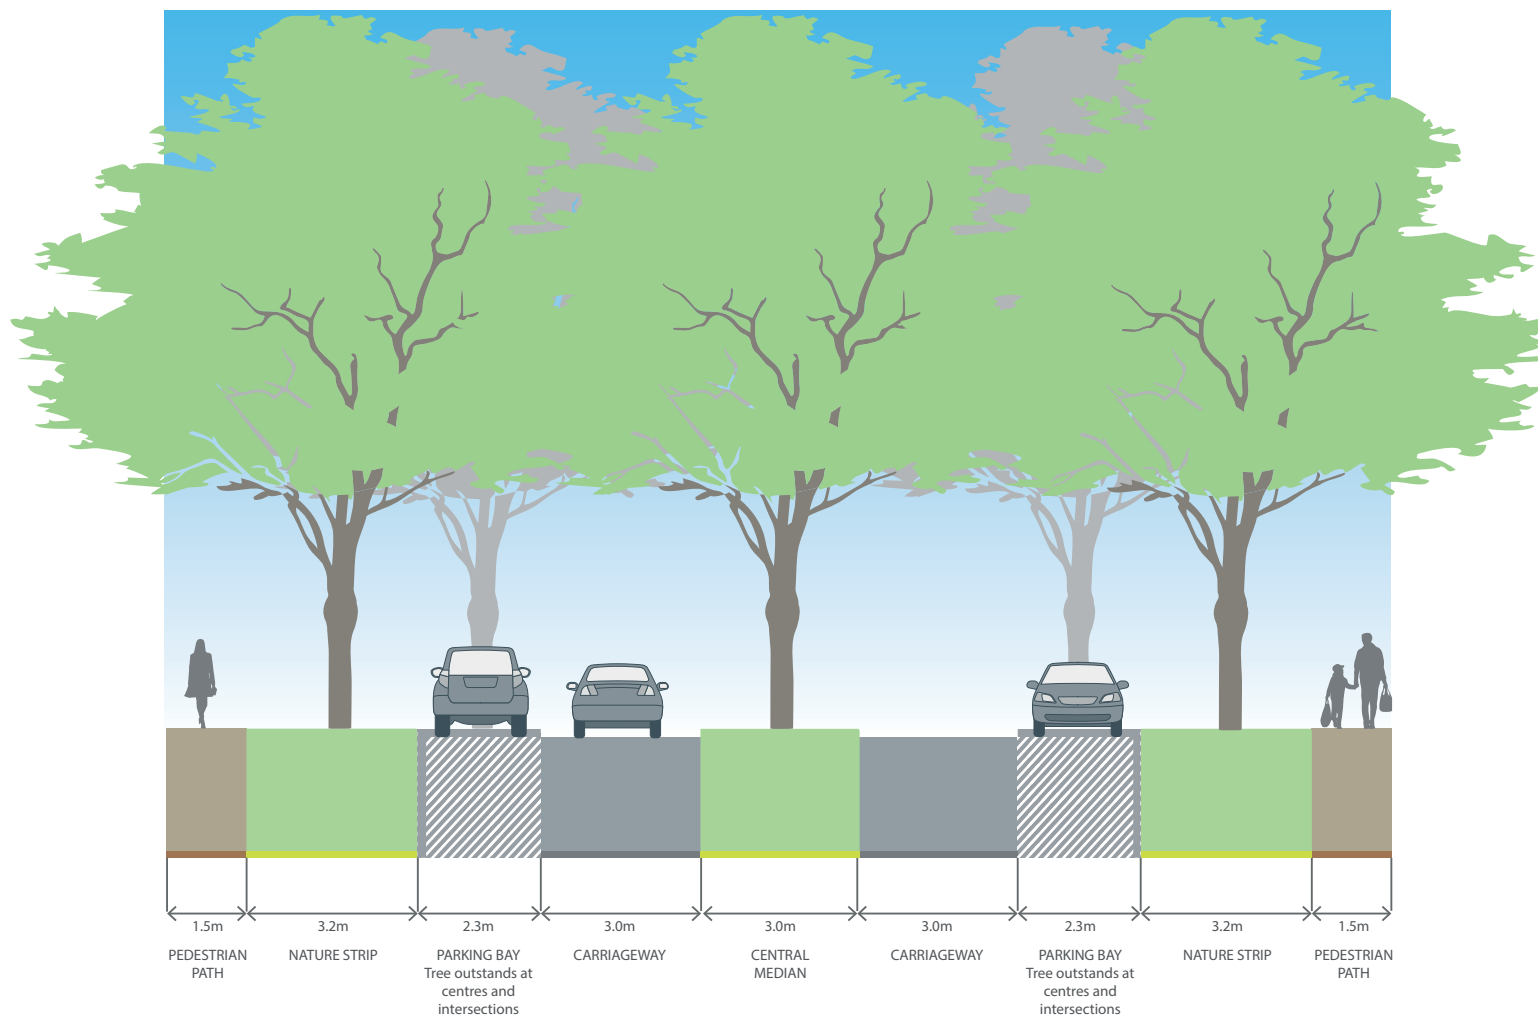 1.5m
3.2m
2.3m
3.0m
3.0m
3.0m
2.3m
3.2m
1.5m
PEDESTRIAN
PATH
NATURE STRIP
PARKING BAY
Tree outstands at
centres and
intersections
CARRIAGEWAY
CENTRAL
MEDIAN
CARRIAGEWAY
PARKING BAY
Tree outstands at
centres and
intersections
NATURE STRIP
PEDESTRIAN
PATH